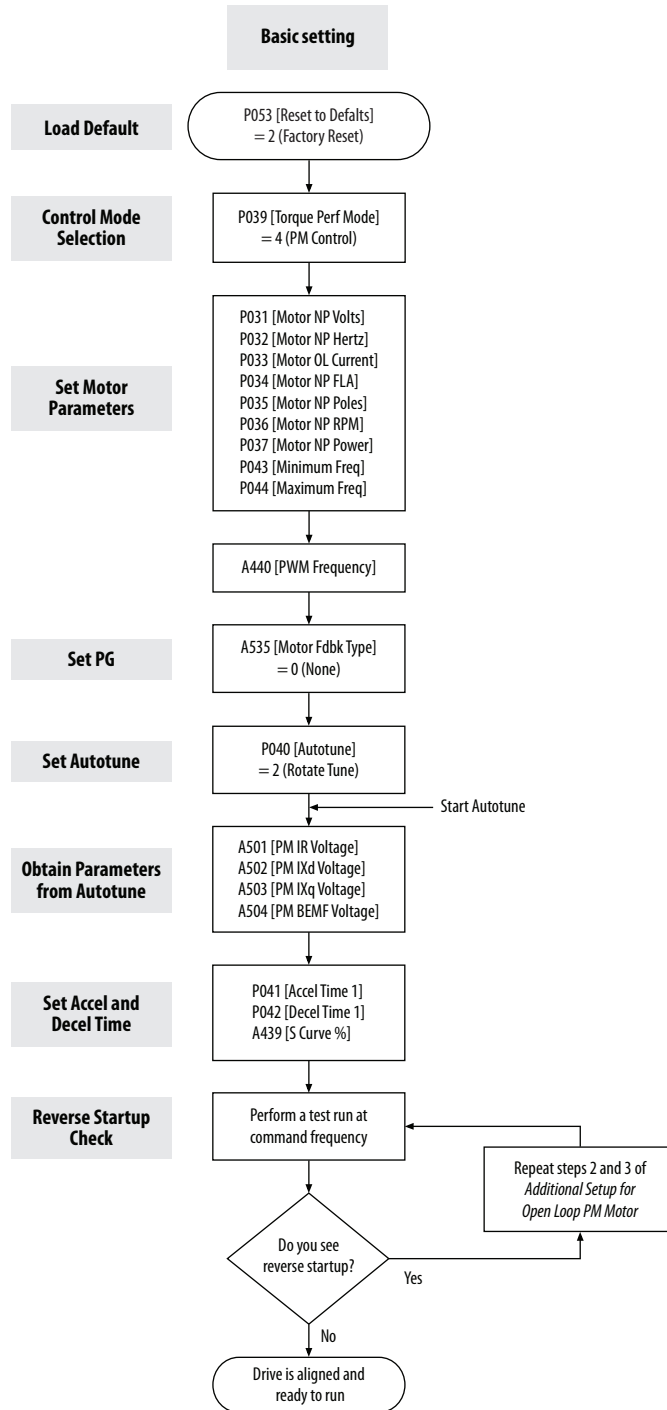 Basic setting
Load Default
P053 [Reset to Defalts]
= 2 (Factory Reset)
Control Mode
Selection
P039 [Torque Perf Mode]
= 4 (PM Control)
Set Motor
Parameters
P031 [Motor NP Volts]
P032 [Motor NP Hertz]
P033 [Motor OL Current]
P034 [Motor NP FLA]
P035 [Motor NP Poles]
P036 [Motor NP RPM]
P037 [Motor NP Power]
P043 [Minimum Freq]
P044 [Maximum Freq]
A440 [PWM Frequency]
Set PG
A535 [Motor Fdbk Type]
= 0 (None)
Set Autotune
P040 [Autotune]
= 2 (Rotate Tune)
Start Autotune
Obtain Parameters
from Autotune
A501 [PM IR Voltage]
A502 [PM IXd Voltage]
A503 [PM IXq Voltage]
A504 [PM BEMF Voltage]
Set Accel and
Decel Time
P041 [Accel Time 1]
P042 [Decel Time 1]
A439 [S Curve %]
Reverse Startup
Check
Perform a test run at
command frequency
Repeat steps 2 and 3 of
Additional Setup for
Open Loop PM Motor
Do you see
reverse startup?
Yes
No
Drive is aligned and
ready to run